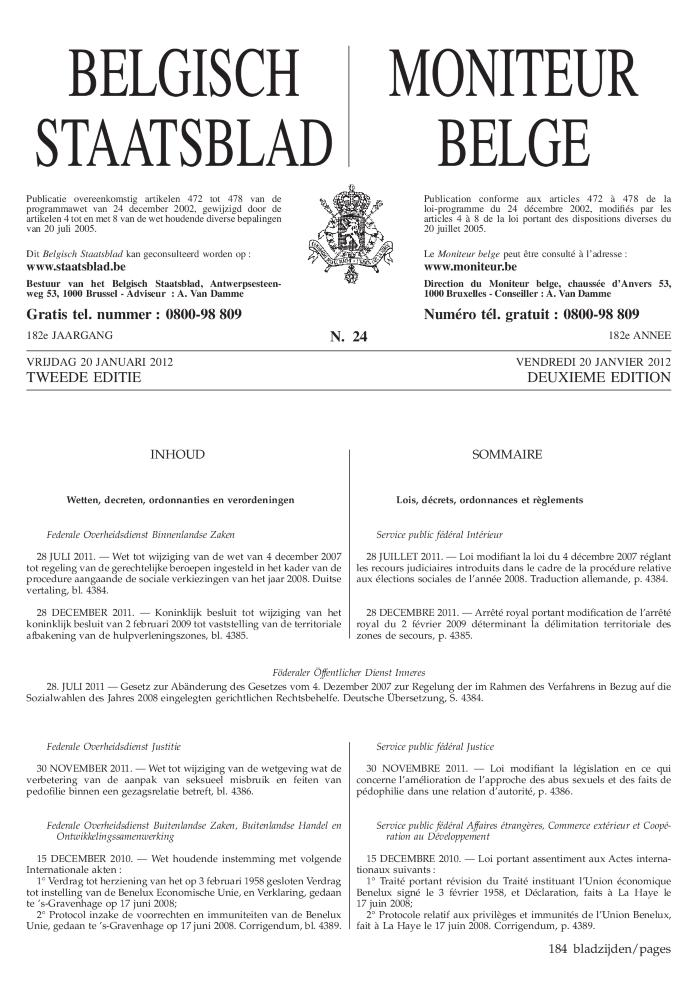 BELGISCH
STAATSBLAD
MONITEUR
BELGE
Publicatie overeenkomstig artikelen 472 tot 478 van de
programmawet van 24 december 2002, gewijzigd door de
artikelen 4 tot en met 8 van de wet houdende diverse bepalingen
van 20 juli 2005.
Dit Belgisch Staatsblad kan geconsulteerd worden op :
www.staatsblad.be
Bestuur van het Belgisch Staatsblad, Antwerpsesteen-
weg 53, 1000 Brussel - Adviseur : A. Van Damme
Gratis tel. nummer : 0800-98 809
182e JAARGANG
N. 24
Publication conforme aux articles 472 à 478 de la
loi-programme du 24 décembre 2002, modifiés par les
articles 4 à 8 de la loi portant des dispositions diverses du
20 juillet 2005.
Le Moniteur belge peut être consulté à l'adresse :
www.moniteur.be
Direction du Moniteur belge, chaussée d'Anvers 53,
1000 Bruxelles - Conseiller : A. Van Damme
Numéro tél. gratuit : 0800-98 809
182e ANNEE
VRIJDAG 20 JANUARI 2012
TWEEDE EDITIE
VENDREDI 20 JANVIER 2012
DEUXIEME EDITION
INHOUD
Wetten, decreten, ordonnanties en verordeningen
Federale Overheidsdienst Binnenlandse Zaken
28 JULI 2011. — Wet tot wijziging van de wet van 4 december 2007
tot regeling van de gerechtelijke beroepen ingesteld in het kader van de
procedure aangaande de sociale verkiezingen van het jaar 2008. Duitse
vertaling, bl. 4384.
28 DECEMBER 2011. — Koninklijk besluit tot wijziging van het
koninklijk besluit van 2 februari 2009 tot vaststelling van de territoriale
afbakening van de hulpverleningszones, bl. 4385.
SOMMAIRE
Lois, décrets, ordonnances et règlements
Service public fédéral Intérieur
28 JUILLET 2011. — Loi modifiant la loi du 4 décembre 2007 réglant
les recours judiciaires introduits dans le cadre de la procédure relative
aux élections sociales de l'année 2008. Traduction allemande, p. 4384.
28 DECEMBRE 2011. — Arrêté royal portant modification de l'arrêté
royal du 2 février 2009 déterminant la délimitation territoriale des
zones de secours, p. 4385.
Föderaler Öffentlicher Dienst Inneres
28. JULI 2011 — Gesetz zur Abänderung des Gesetzes vom 4. Dezember 2007 zur Regelung der im Rahmen des Verfahrens in Bezug auf die
Sozialwahlen des Jahres 2008 eingelegten gerichtlichen Rechtsbehelfe. Deutsche Übersetzung, S. 4384.
Federale Overheidsdienst Justitie
30 NOVEMBER 2011. — Wet tot wijziging van de wetgeving wat de
verbetering van de aanpak van seksueel misbruik en feiten van
pedofilie binnen een gezagsrelatie betreft, bl. 4386.
Federale Overheidsdienst Buitenlandse Zaken, Buitenlandse Handel en
Ontwikkelingssamenwerking
15 DECEMBER 2010. — Wet houdende instemming met volgende
Internationale akten :
1° Verdrag tot herziening van het op 3 februari 1958 gesloten Verdrag
tot instelling van de Benelux Economische Unie, en Verklaring, gedaan
te 's-Gravenhage op 17 juni 2008;
2° Protocol inzake de voorrechten en immuniteiten van de Benelux
Unie, gedaan te 's-Gravenhage op 17 juni 2008. Corrigendum, bl. 4389.
Service public fédéral Justice
30 NOVEMBRE 2011. — Loi modifiant la législation en ce qui
concerne l'amélioration de l'approche des abus sexuels et des faits de
pédophilie dans une relation d'autorité, p. 4386.
Service public fédéral Affaires étrangères, Commerce extérieur et Coopé-
ration au Développement
15 DECEMBRE 2010. — Loi portant assentiment aux Actes interna-
tionaux suivants :
1° Traité portant révision du Traité instituant l'Union économique
Benelux signé le 3 février 1958, et Déclaration, faits à La Haye le
17 juin 2008;
2° Protocole relatif aux privilèges et immunités de l'Union Benelux,
fait à La Haye le 17 juin 2008. Corrigendum, p. 4389.
184 bladzijden/pages